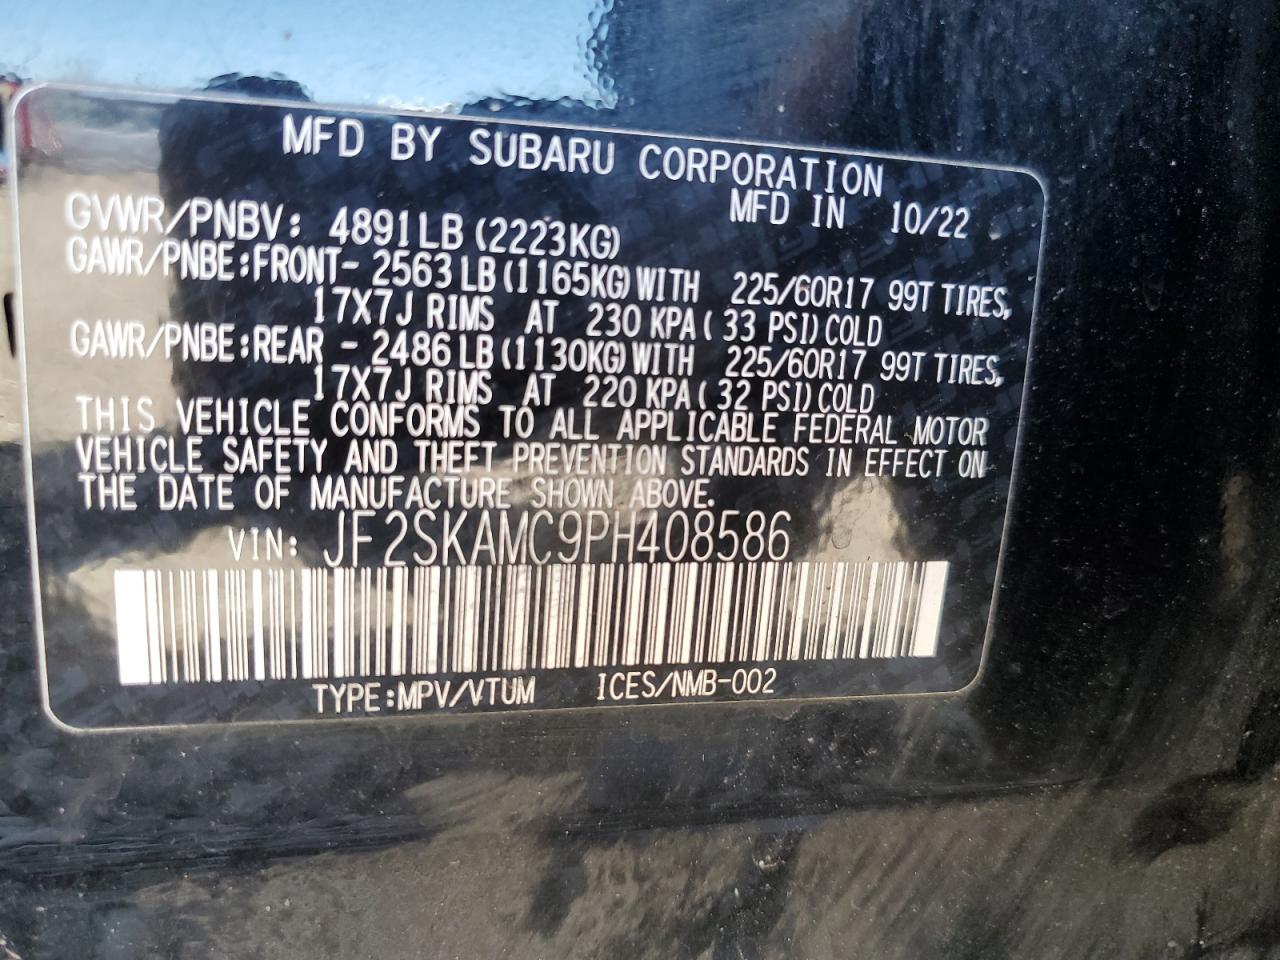 MFD BY SUBARU CORPORATION
MFD IN 10/22
GVWR/PNBV: 4891LB (2223KG)
GAWR/PNBE:FRONT- 2563 LB (1165KG) WITH 225/60R17 99T TIRES,
17X7J RIMS AT 230 KPA ( 33 PSI) COLD
GAWR/PNBE:REAR - 2486 LB (1130KG) WITH 225/60R17 99T TIRES,
17X7J RIMS AT 220 KPA ( 32 PSI) COLD
THIS VEHICLE CONFORMS TO ALL APPLICABLE FEDERAL MOTOR
VEHICLE SAFETY AND THEFT PREVENTION STANDARDS IN EFFECT ON
THE DATE OF MANUFACTURE SHOWN ABOVE.
VIN: JF2SKAMC9PH408586
TYPE:MPV/VTUM ICES/NMB-002